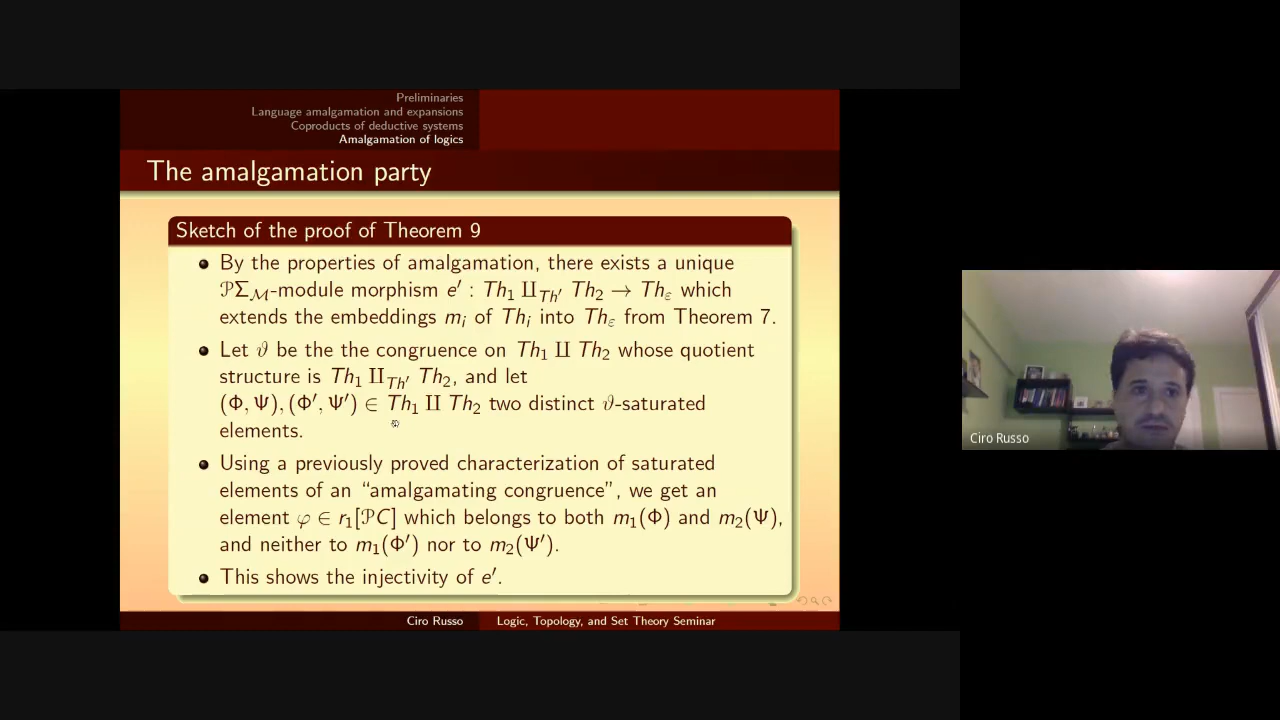 Preliminaries
Language amalgamation and expansions
Coproducts of deductive systems
Amalgamation of logics
The amalgamation party
Sketch of the proof of Theorem 9
By the properties of amalgamation, there exists a unique
𝒫Σ_ℳ-module morphism e′ : Th₁ ⨿_Th′ Th₂ → Th_ε which
extends the embeddings mᵢ of Thᵢ into Th_ε from Theorem 7.
Let ϑ be the the congruence on Th₁ ⨿ Th₂ whose quotient
structure is Th₁ ⨿_Th′ Th₂, and let
(Φ, Ψ), (Φ′, Ψ′) ∈ Th₁ ⨿ Th₂ two distinct ϑ-saturated
elements.
Using a previously proved characterization of saturated
elements of an “amalgamating congruence”, we get an
element φ ∈ r₁[𝒫C] which belongs to both m₁(Φ) and m₂(Ψ),
and neither to m₁(Φ′) nor to m₂(Ψ′).
This shows the injectivity of e′.
Ciro Russo
Logic, Topology, and Set Theory Seminar
Ciro Russo